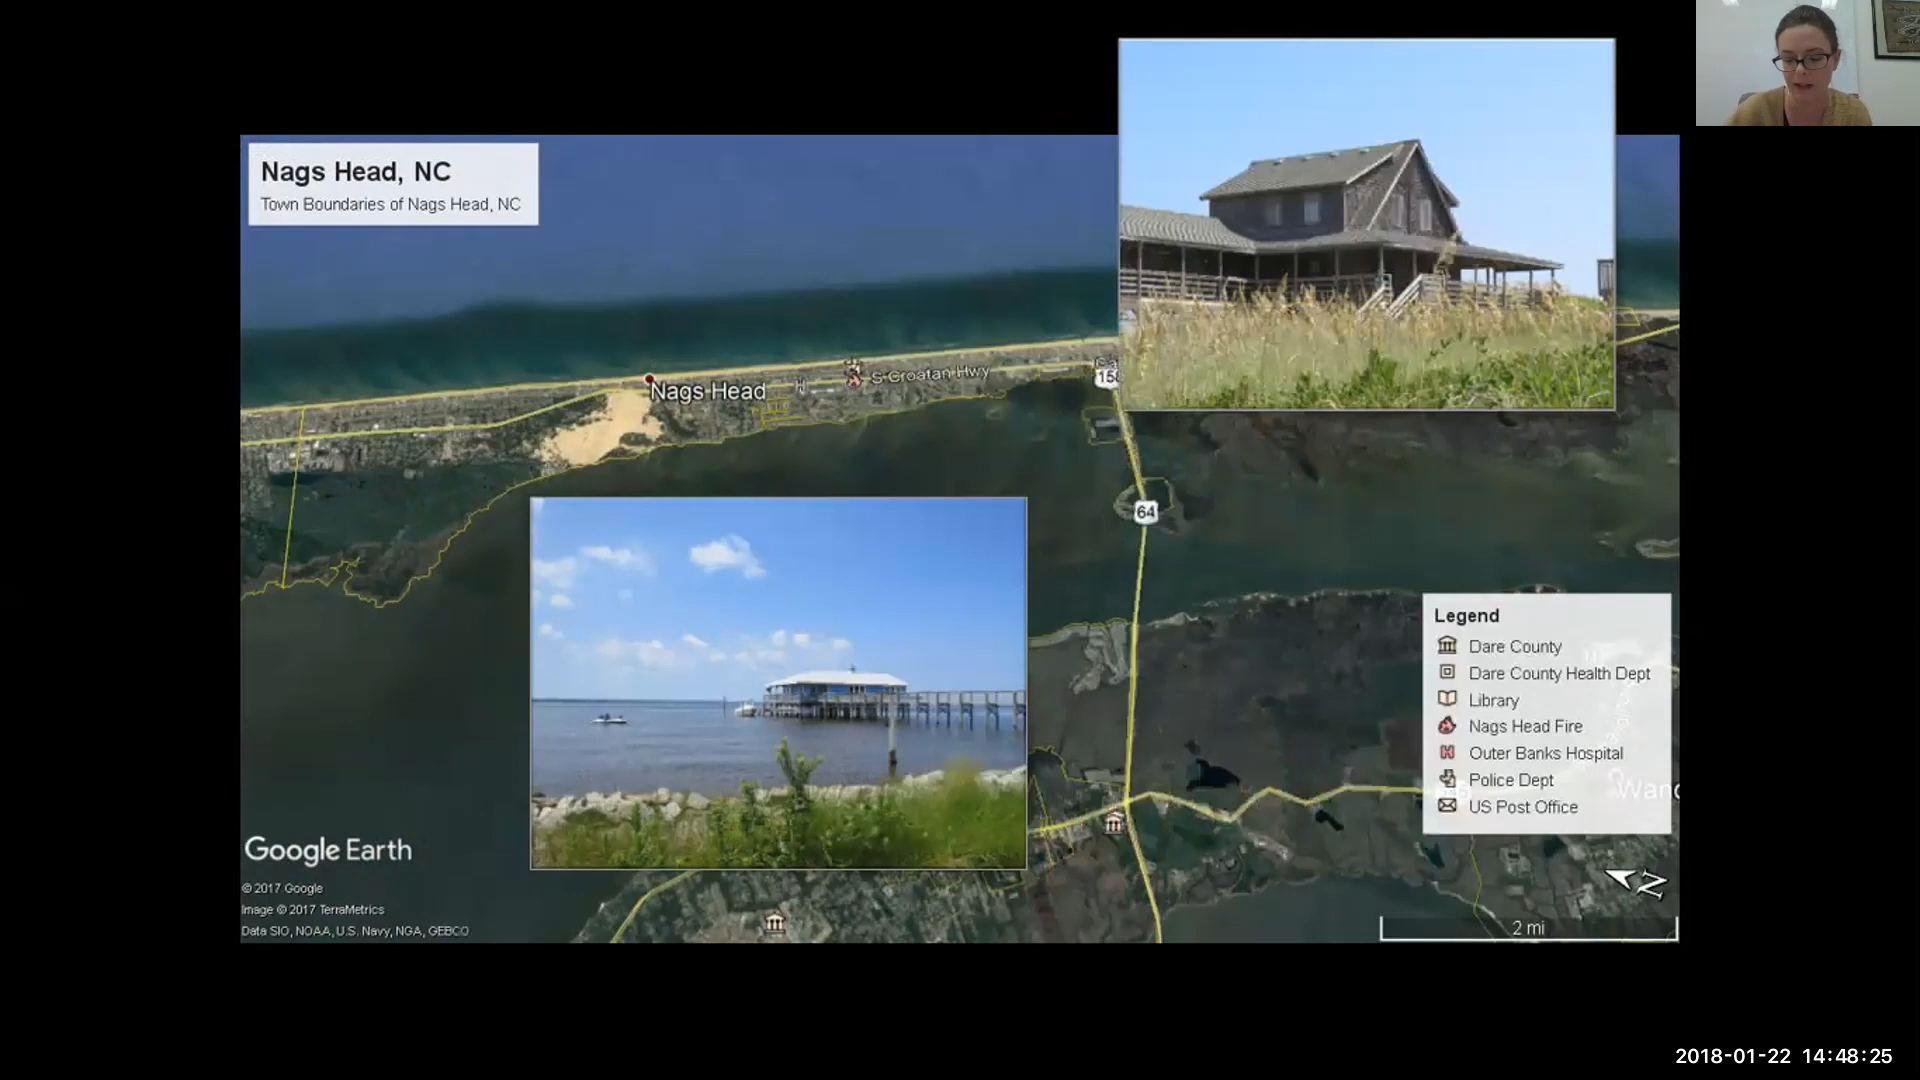 Nags Head, NC
Town Boundaries of Nags Head, NC
Nags Head
H
S Croatan Hwy
158
64
Legend
Dare County
Dare County Health Dept
Library
Nags Head Fire
H Outer Banks Hospital
Police Dept
US Post Office
Google Earth
© 2017 Google
Image © 2017 TerraMetrics
Data SIO, NOAA, U.S. Navy, NGA, GEBCO
N
2 mi
2018-01-22 14:48:25